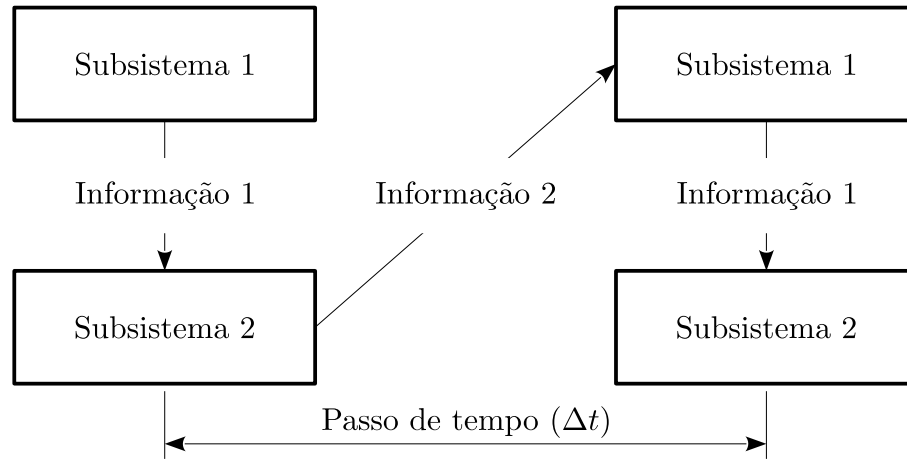 Subsistema 1
Subsistema 1
Informação 1
Informação 2
Informação 1
Subsistema 2
Subsistema 2
Passo de tempo (Δt)